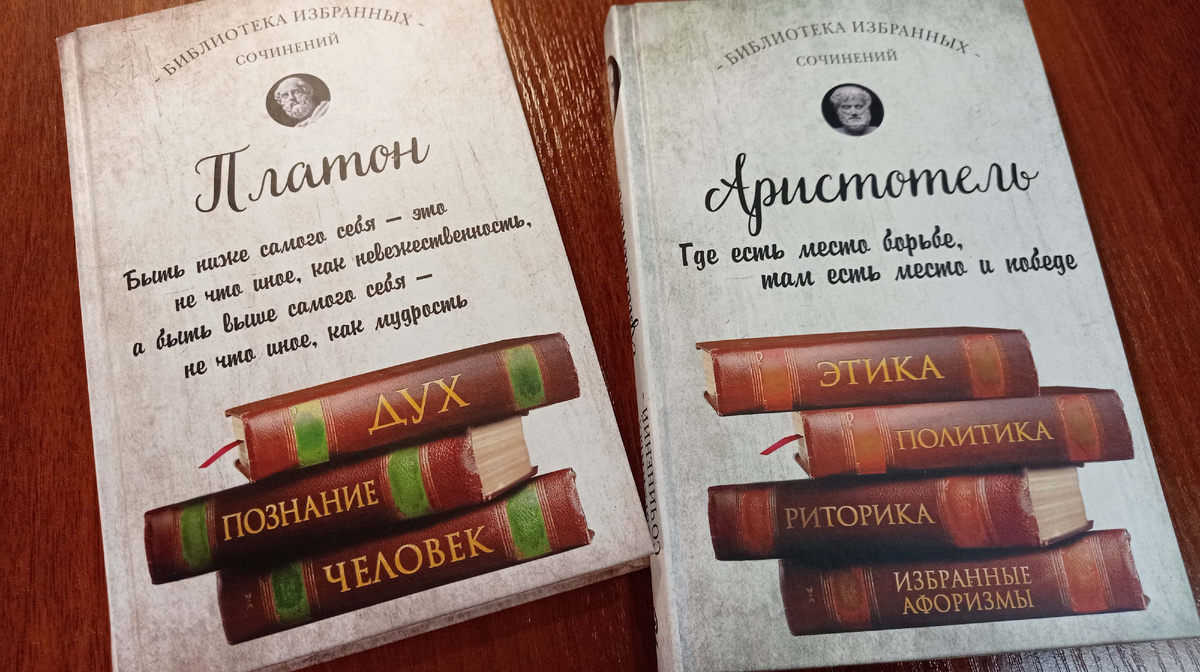 - БИБЛИОТЕКА ИЗБРАННЫХ -
СОЧИНЕНИЙ
Платон
Быть ниже самого себя — это
не что иное, как невежественность,
а быть выше самого себя —
не что иное, как мудрость
ДУХ
ПОЗНАНИЕ
ЧЕЛОВЕК
- БИБЛИОТЕКА ИЗБРАННЫХ -
СОЧИНЕНИЙ
Аристотель
Где есть место борьбе,
там есть место и победе
ЭТИКА
ПОЛИТИКА
РИТОРИКА
ИЗБРАННЫЕ
АФОРИЗМЫ
СОЧИНЕНИЙ -